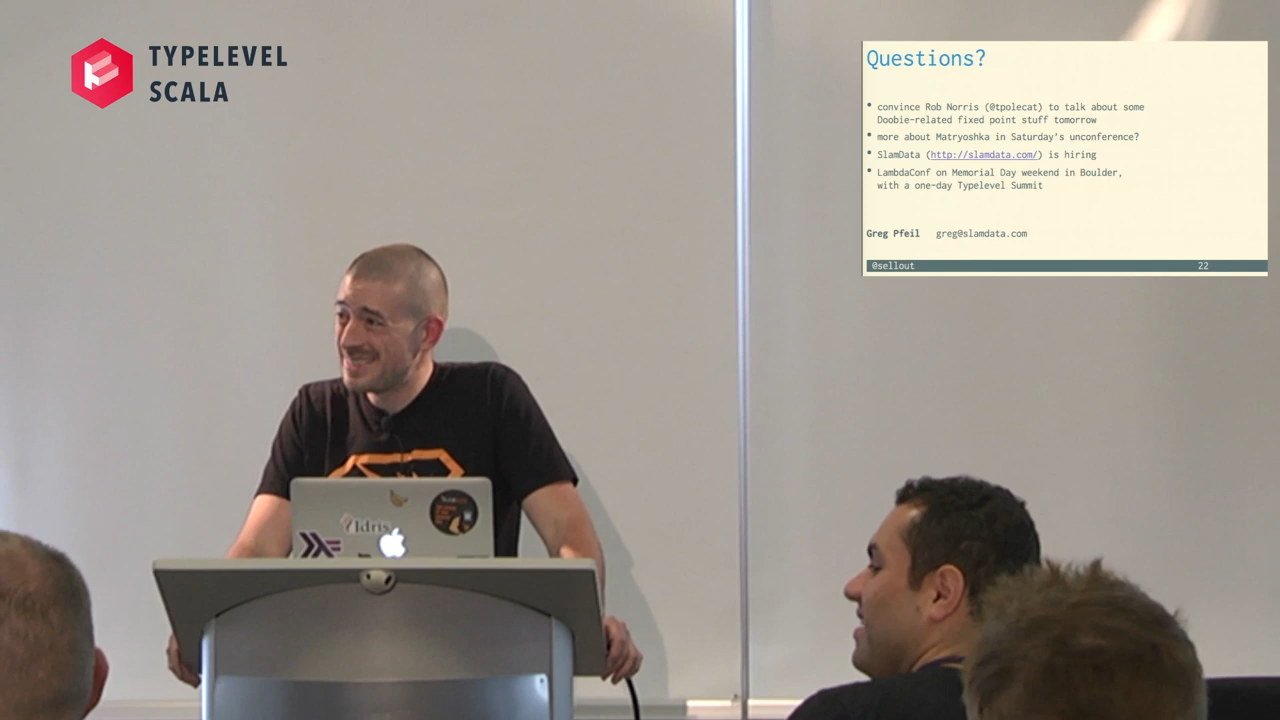 TYPELEVEL
SCALA
Questions?
• convince Rob Norris (@tpolecat) to talk about some
Doobie-related fixed point stuff tomorrow
• more about Matryoshka in Saturday's unconference?
• SlamData (http://slamdata.com/) is hiring
• LambdaConf on Memorial Day weekend in Boulder,
with a one-day Typelevel Summit
Greg Pfeil greg@slamdata.com
@sellout 22
Idris